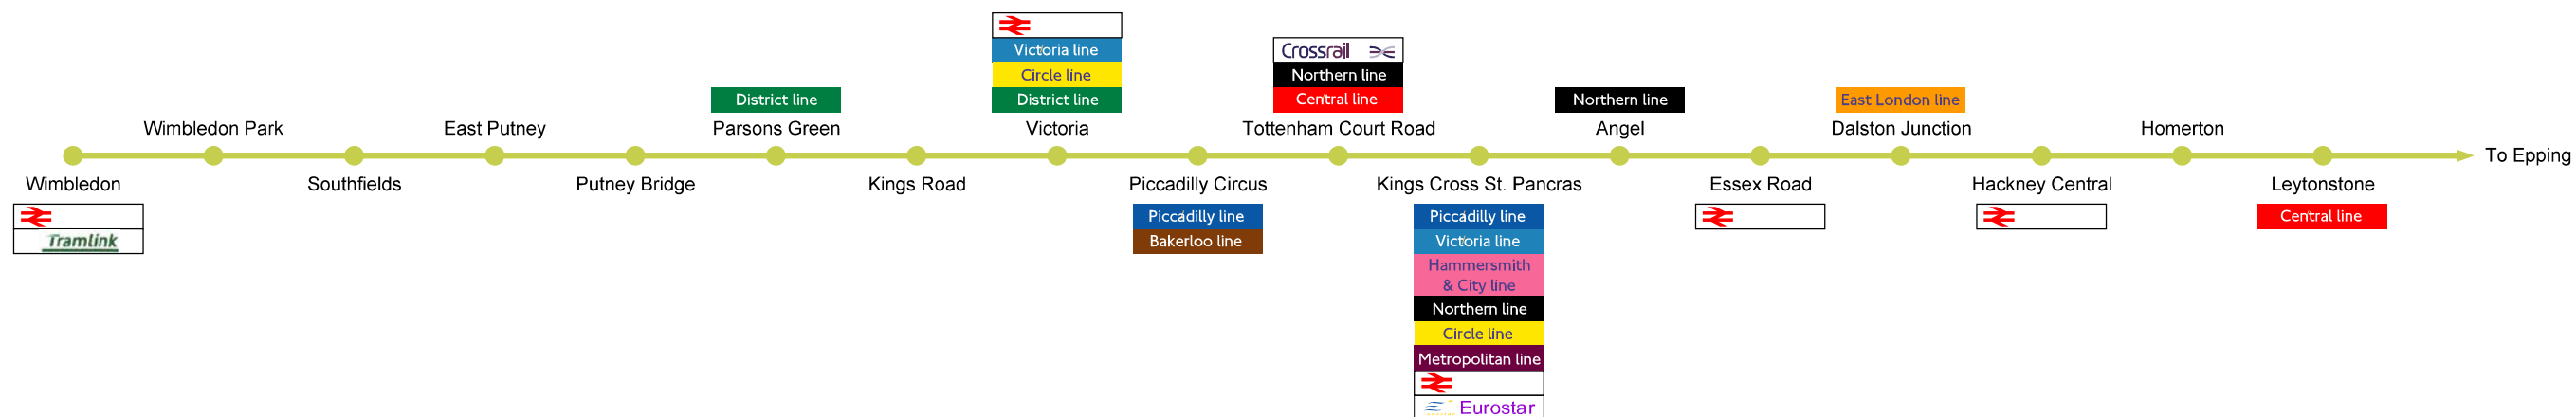 Victoria line
Circle line
District line
Crossrail
Northern line
Central line
District line
Northern line
East London line
Wimbledon Park
East Putney
Parsons Green
Victoria
Tottenham Court Road
Angel
Dalston Junction
Homerton
To Epping
Wimbledon
Southfields
Putney Bridge
Kings Road
Piccadilly Circus
Kings Cross St. Pancras
Essex Road
Hackney Central
Leytonstone
Tramlink
Piccadilly line
Bakerloo line
Piccadilly line
Victoria line
Hammersmith
& City line
Northern line
Circle line
Metropolitan line
Eurostar
Central line